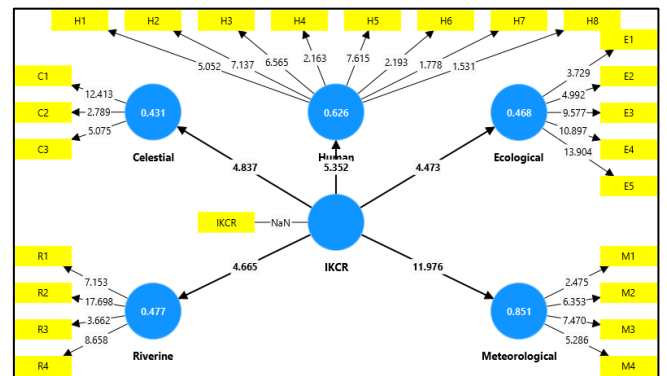 H1 H2 H3 H4 H5 H6 H7 H8
E1
5.052 7.137 6.565 2.163 7.615 2.193 1.778 1.531
C1
12.413
3.729
E2
C2
2.789
0.431
0.626
0.468
4.992
9.577
E3
C3
5.075
10.897
E4
13.904
Celestial
Human
Ecological
E5
4.837
5.352
4.473
IKCR
NaN
IKCR
4.665
11.976
R1
7.153
M1
2.475
R2
17.698
0.477
0.851
6.353
M2
R3
3.662
7.470
M3
8.658
5.286
R4
Riverine
Meteorological
M4